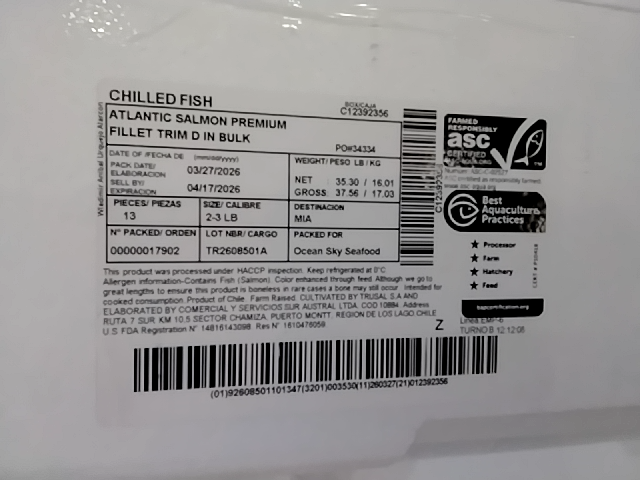 CHILLED FISH
BOX/CAJA
C12392356
ATLANTIC SALMON PREMIUM
FILLET TRIM D IN BULK
PO#34334
DATE OF /FECHA DE (mm/dd/yyyy)
PACK DATE/
ELABORACION 03/27/2026
SELL BY/
EXPIRACION 04/17/2026
WEIGHT/ PESO LB / KG
NET : 35.30 / 16.01
GROSS: 37.56 / 17.03
PIECES/ PIEZAS
13
SIZE/ CALIBRE
2-3 LB
DESTINACION
MIA
N° PACKED/ ORDEN
00000017902
LOT NBR/ CARGO
TR2608501A
PACKED FOR
Ocean Sky Seafood
This product was processed under HACCP inspection. Keep refrigerated at 0°C
Allergen information-Contains Fish (Salmon). Color enhanced through feed. Although we go to
great lengths to ensure this product is boneless in rare cases a bone may still occur. Intended for
cooked consumption. Product of Chile. Farm Raised. CULTIVATED BY TRUSAL S.A AND
ELABORATED BY COMERCIAL Y SERVICIOS SUR AUSTRAL LTDA. COD 10884. Address
RUTA 7 SUR KM 10,5 SECTOR CHAMIZA, PUERTO MONTT, REGION DE LOS LAGO CHILE
U.S FDA Registration N° 14816143098 Res N° 1610476059
Z
(01)92608501101347(3201)003530(11)260327(21)012392356
FARMED
RESPONSIBLY
asc
CERTIFIED
TM
Best
Aquaculture
Practices
Processor
Farm
Hatchery
Feed
bapcertification.org
TURNO B 12:12:05